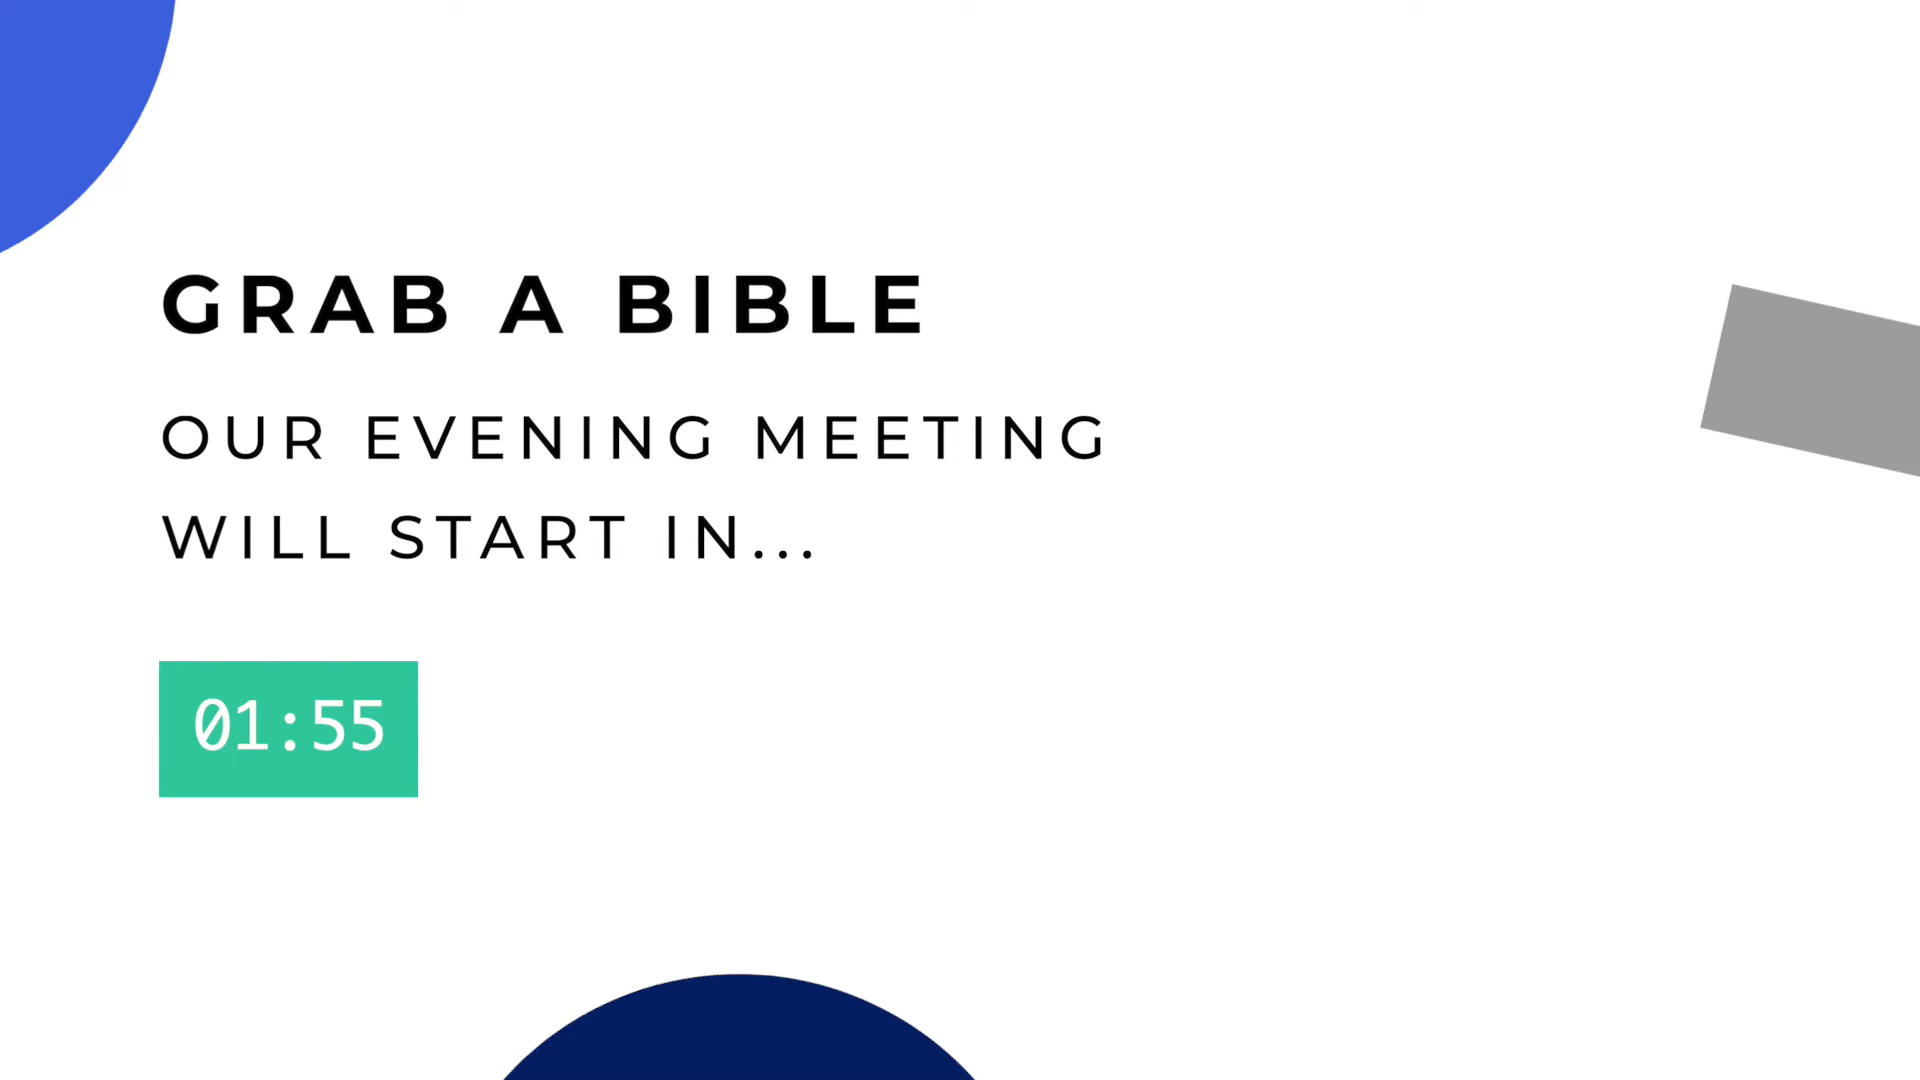 GRAB A BIBLE
OUR EVENING MEETING
WILL START IN...
01:55